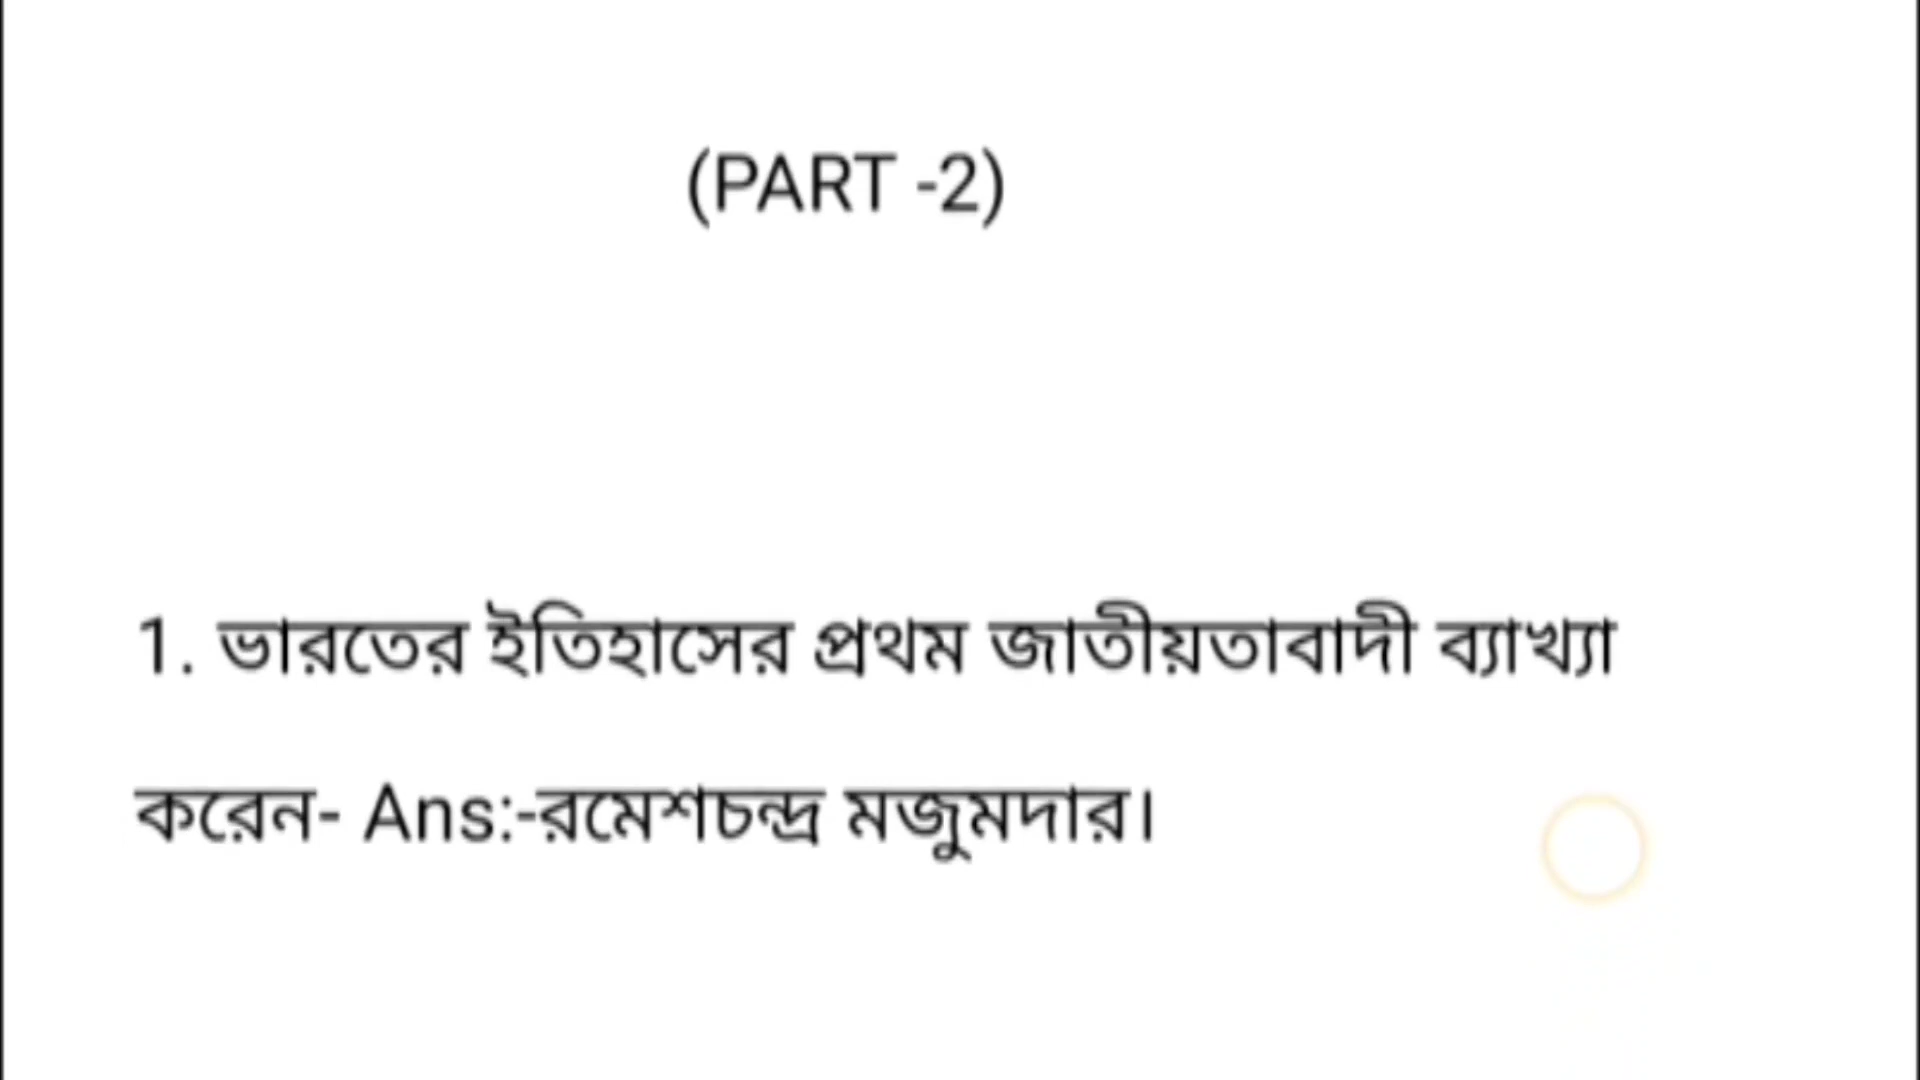 (PART -2)
1. ভারতের ইতিহাসের প্রথম জাতীয়তাবাদী ব্যাখ্যা
করেন- Ans:-রমেশচন্দ্র মজুমদার।